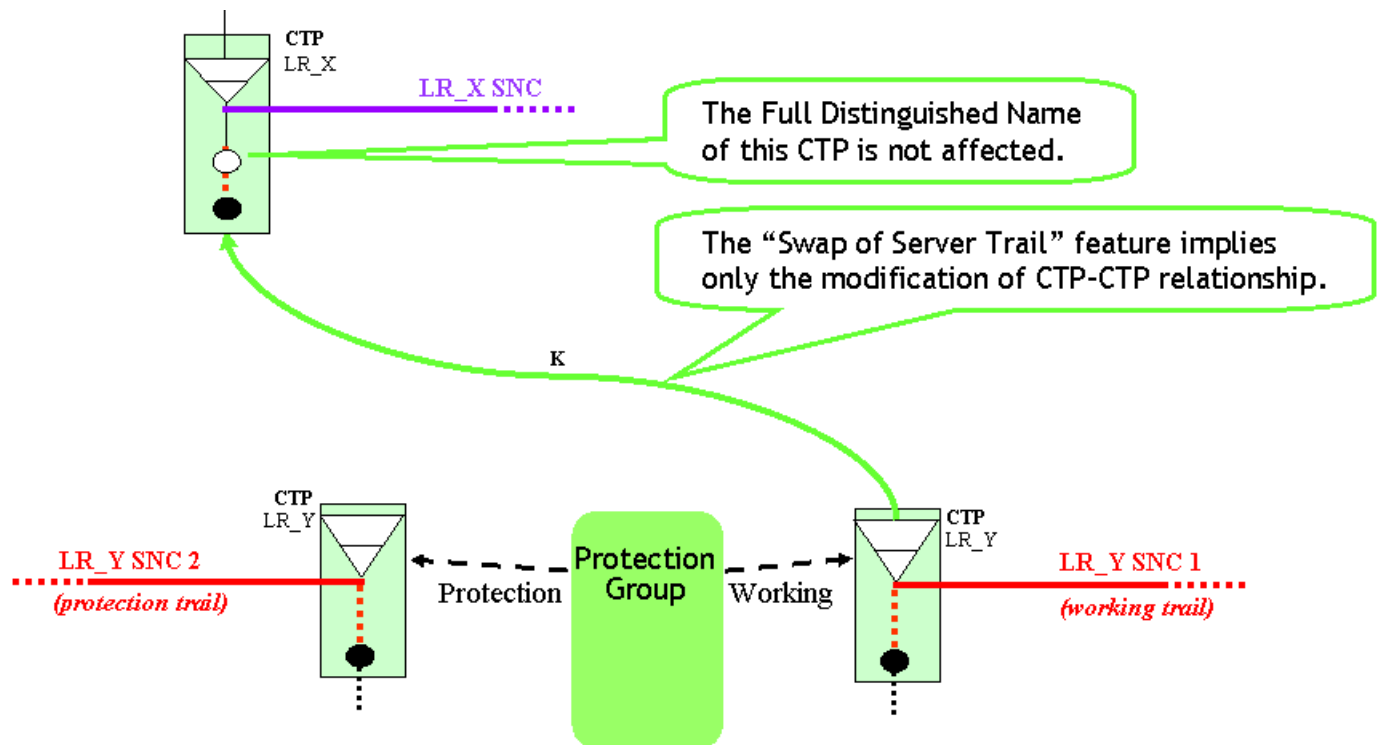 CTP
LR_X
LR_X SNC
The Full Distinguished Name
of this CTP is not affected.
The “Swap of Server Trail” feature implies
only the modification of CTP-CTP relationship.
K
CTP
LR_Y
LR_Y SNC 2
(protection trail)
Protection
Protection
Group
Working
CTP
LR_Y
LR_Y SNC 1
(working trail)